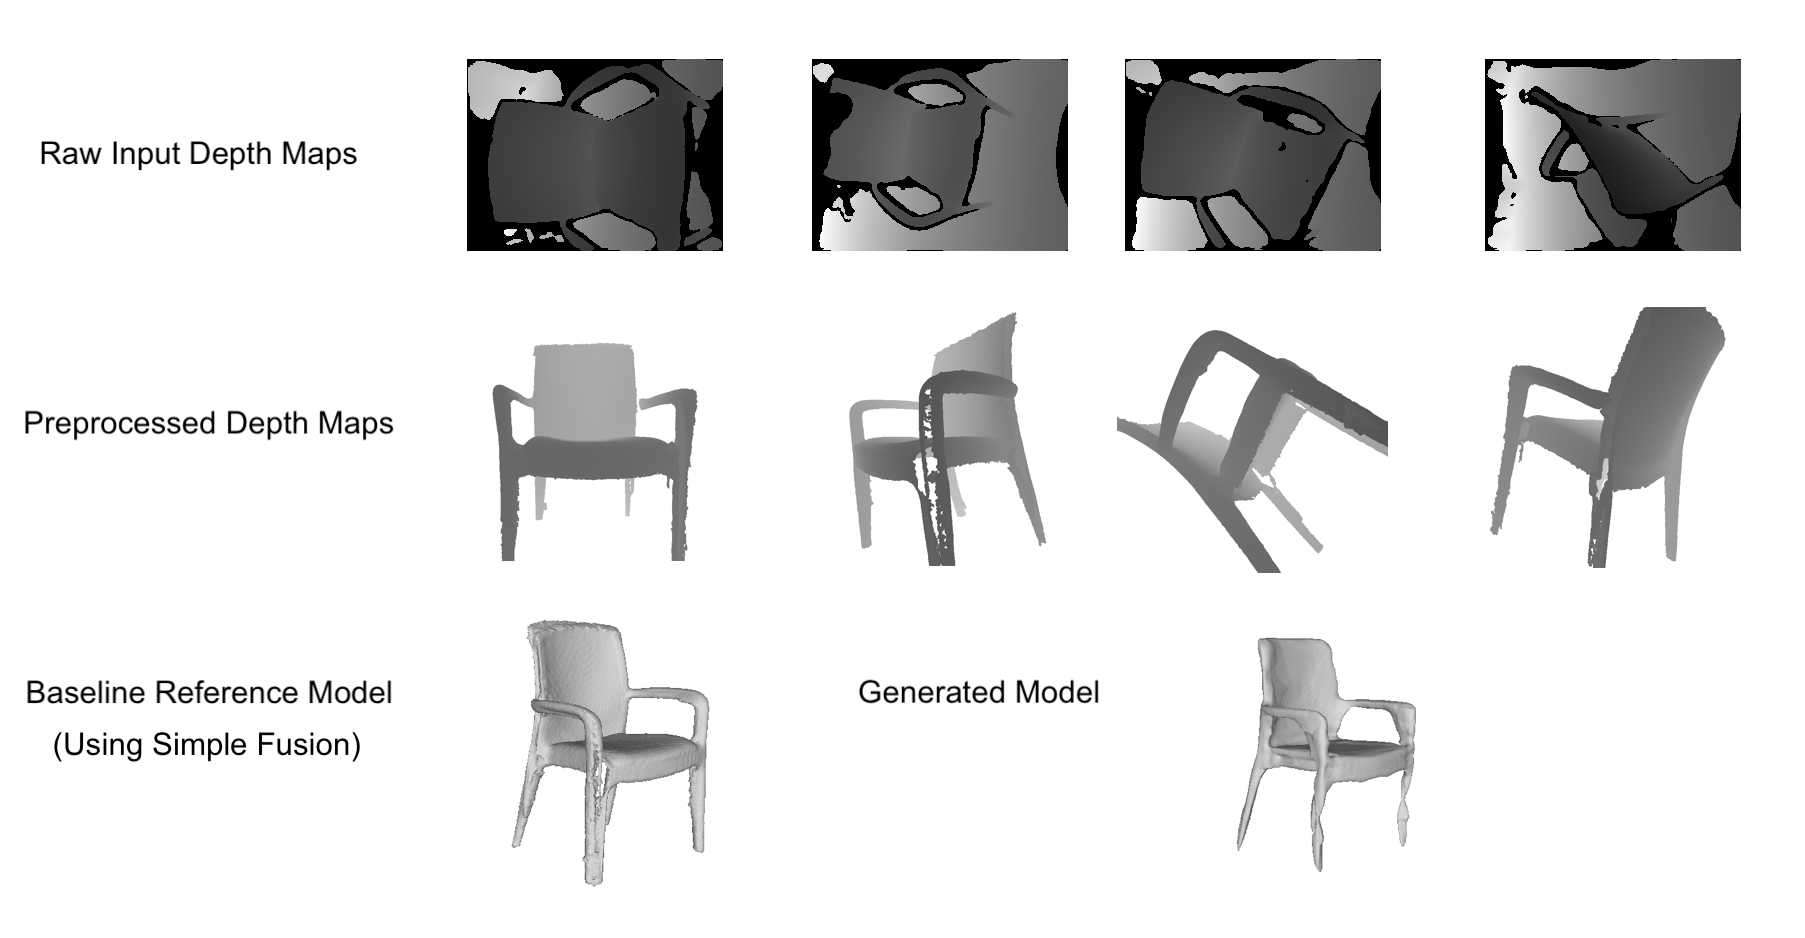 Raw Input Depth Maps
Preprocessed Depth Maps
Baseline Reference Model
(Using Simple Fusion)
Generated Model